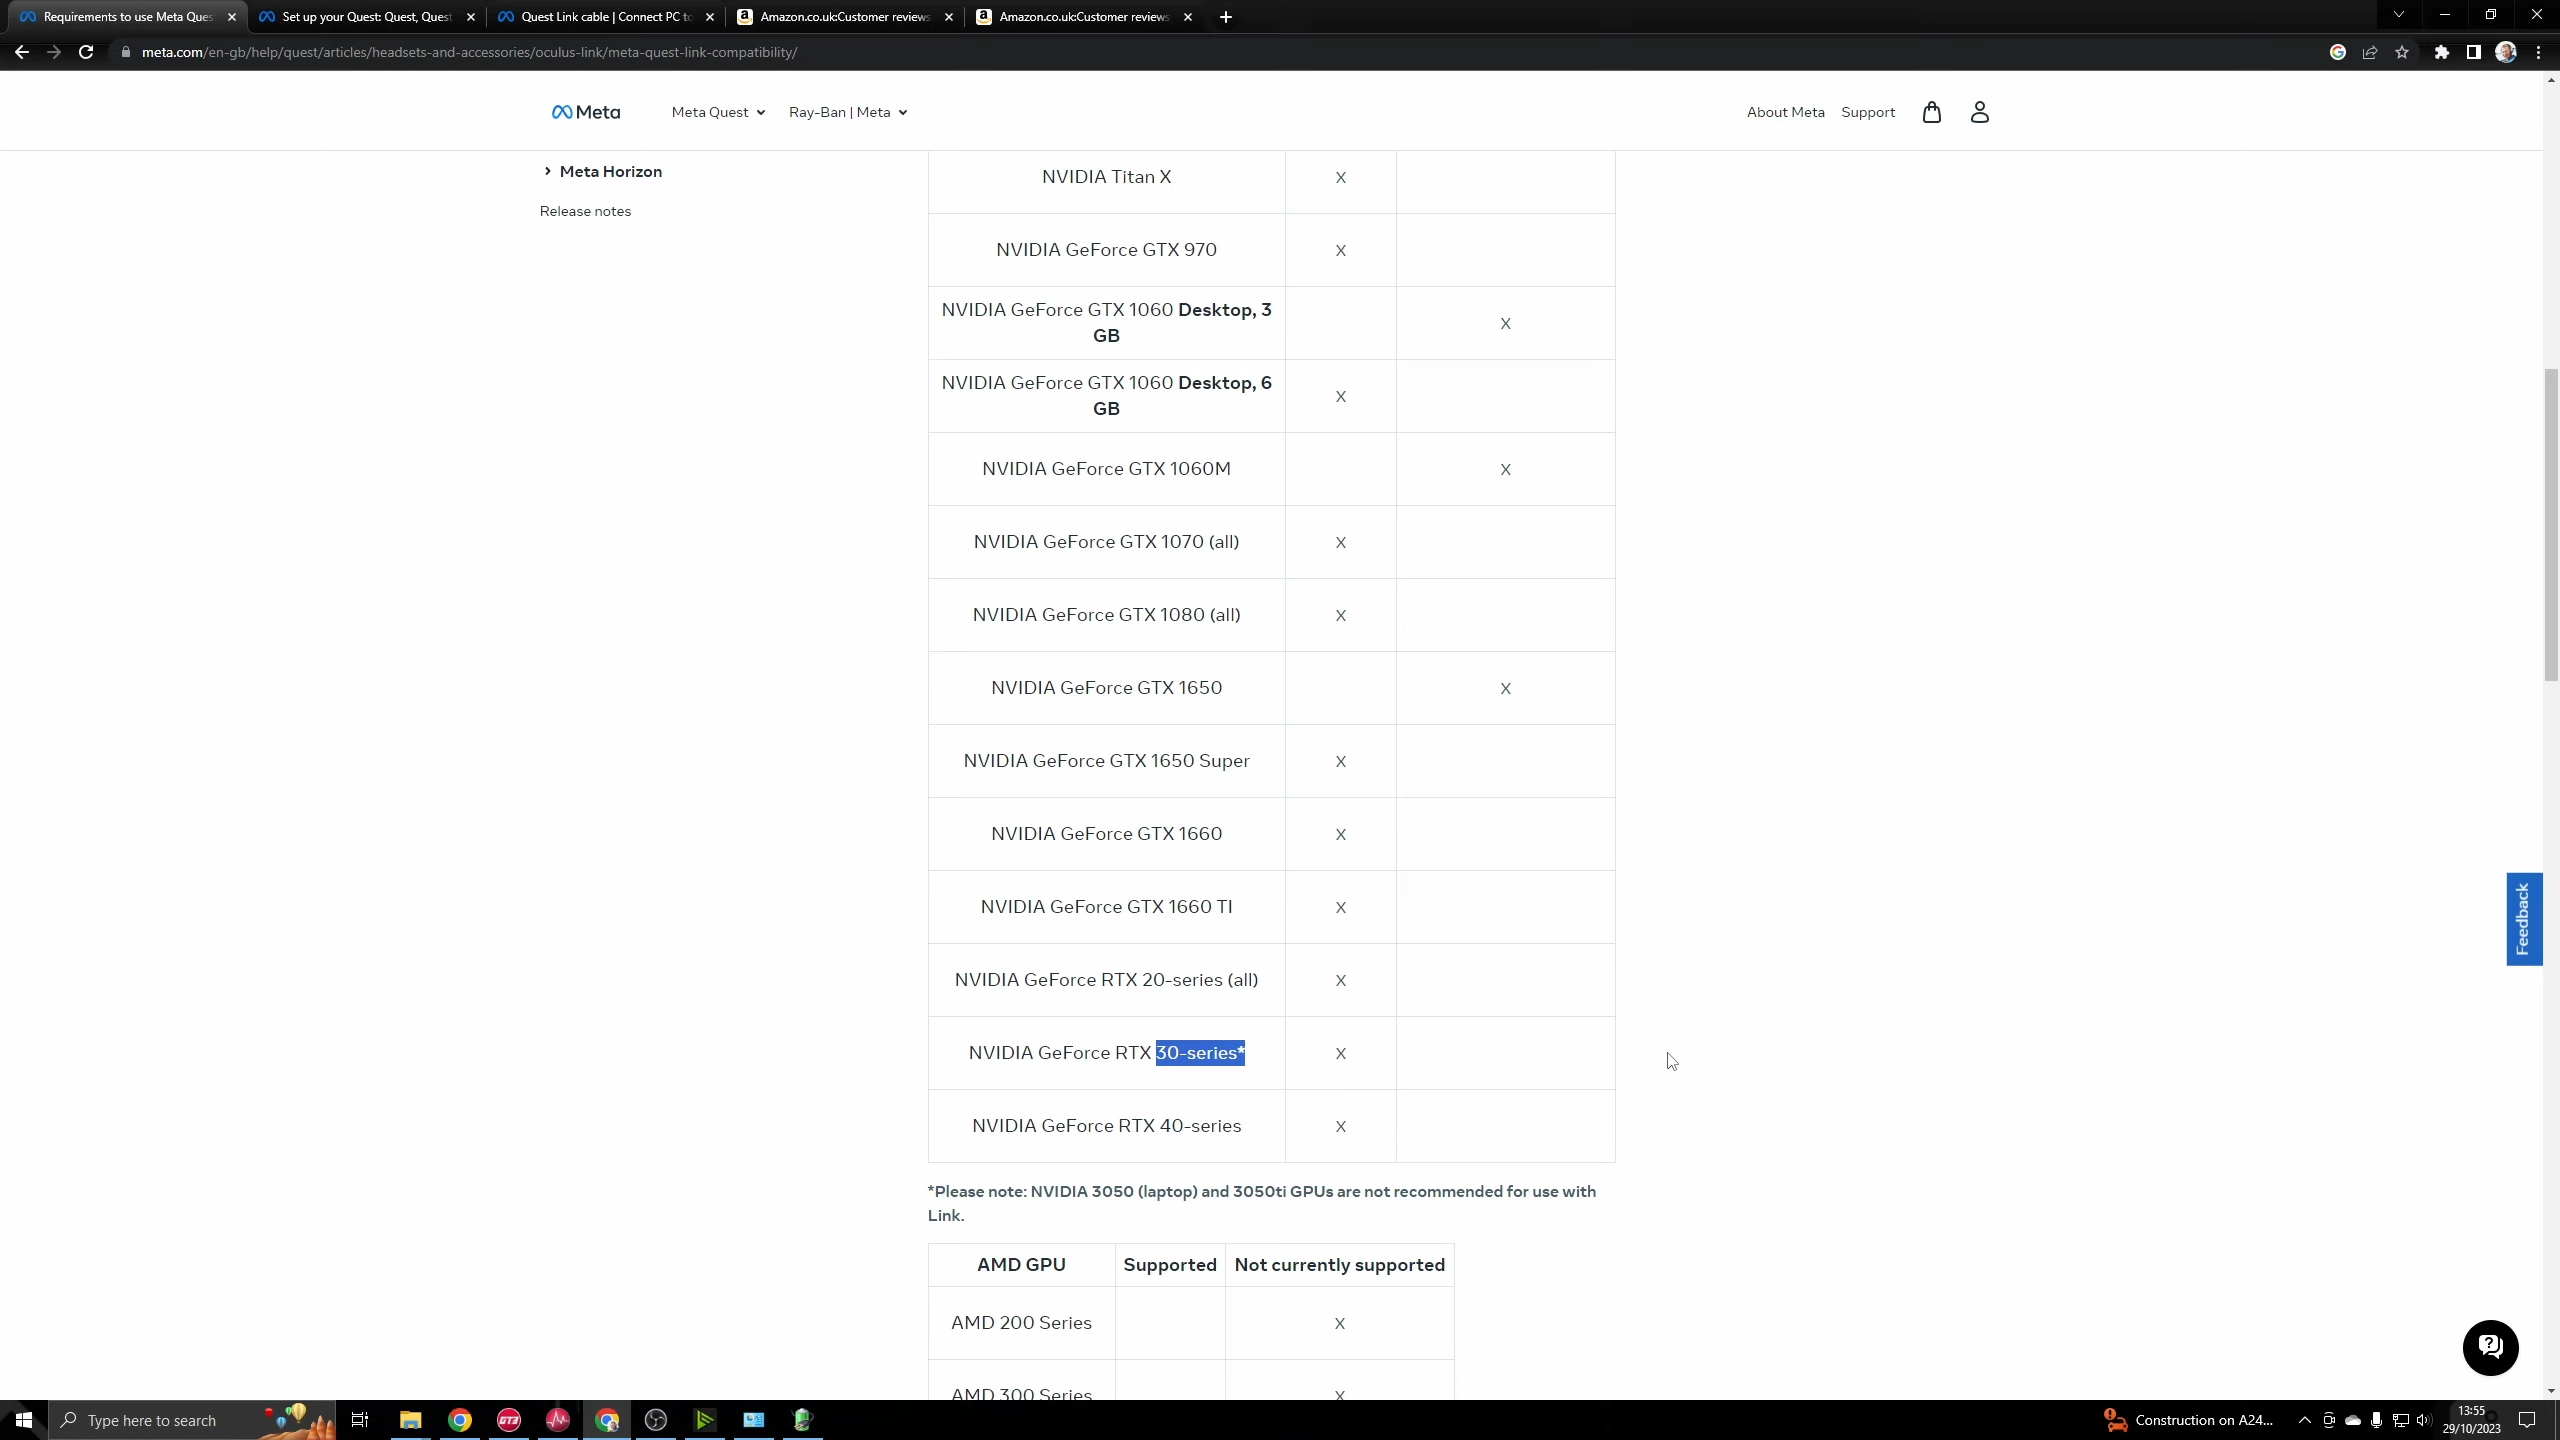 Requirements to use Meta Ques
Set up your Quest: Quest, Quest
Quest Link cable | Connect PC to
Amazon.co.uk:Customer reviews
Amazon.co.uk:Customer reviews
meta.com/en-gb/help/quest/articles/headsets-and-accessories/oculus-link/meta-quest-link-compatibility/
Meta
Meta Quest
Ray-Ban | Meta
About Meta
Support
Meta Horizon
Release notes
NVIDIA Titan X X
NVIDIA GeForce GTX 970 X
NVIDIA GeForce GTX 1060 Desktop, 3
GB
X
NVIDIA GeForce GTX 1060 Desktop, 6
GB
X
NVIDIA GeForce GTX 1060M X
NVIDIA GeForce GTX 1070 (all) X
NVIDIA GeForce GTX 1080 (all) X
NVIDIA GeForce GTX 1650 X
NVIDIA GeForce GTX 1650 Super X
NVIDIA GeForce GTX 1660 X
NVIDIA GeForce GTX 1660 TI X
NVIDIA GeForce RTX 20-series (all) X
NVIDIA GeForce RTX 30-series* X
NVIDIA GeForce RTX 40-series X
*Please note: NVIDIA 3050 (laptop) and 3050ti GPUs are not recommended for use with
Link.
AMD GPU Supported Not currently supported
AMD 200 Series X
AMD 300 Series X
Feedback
Type here to search
GT3
Construction on A24...
13:55
29/10/2023